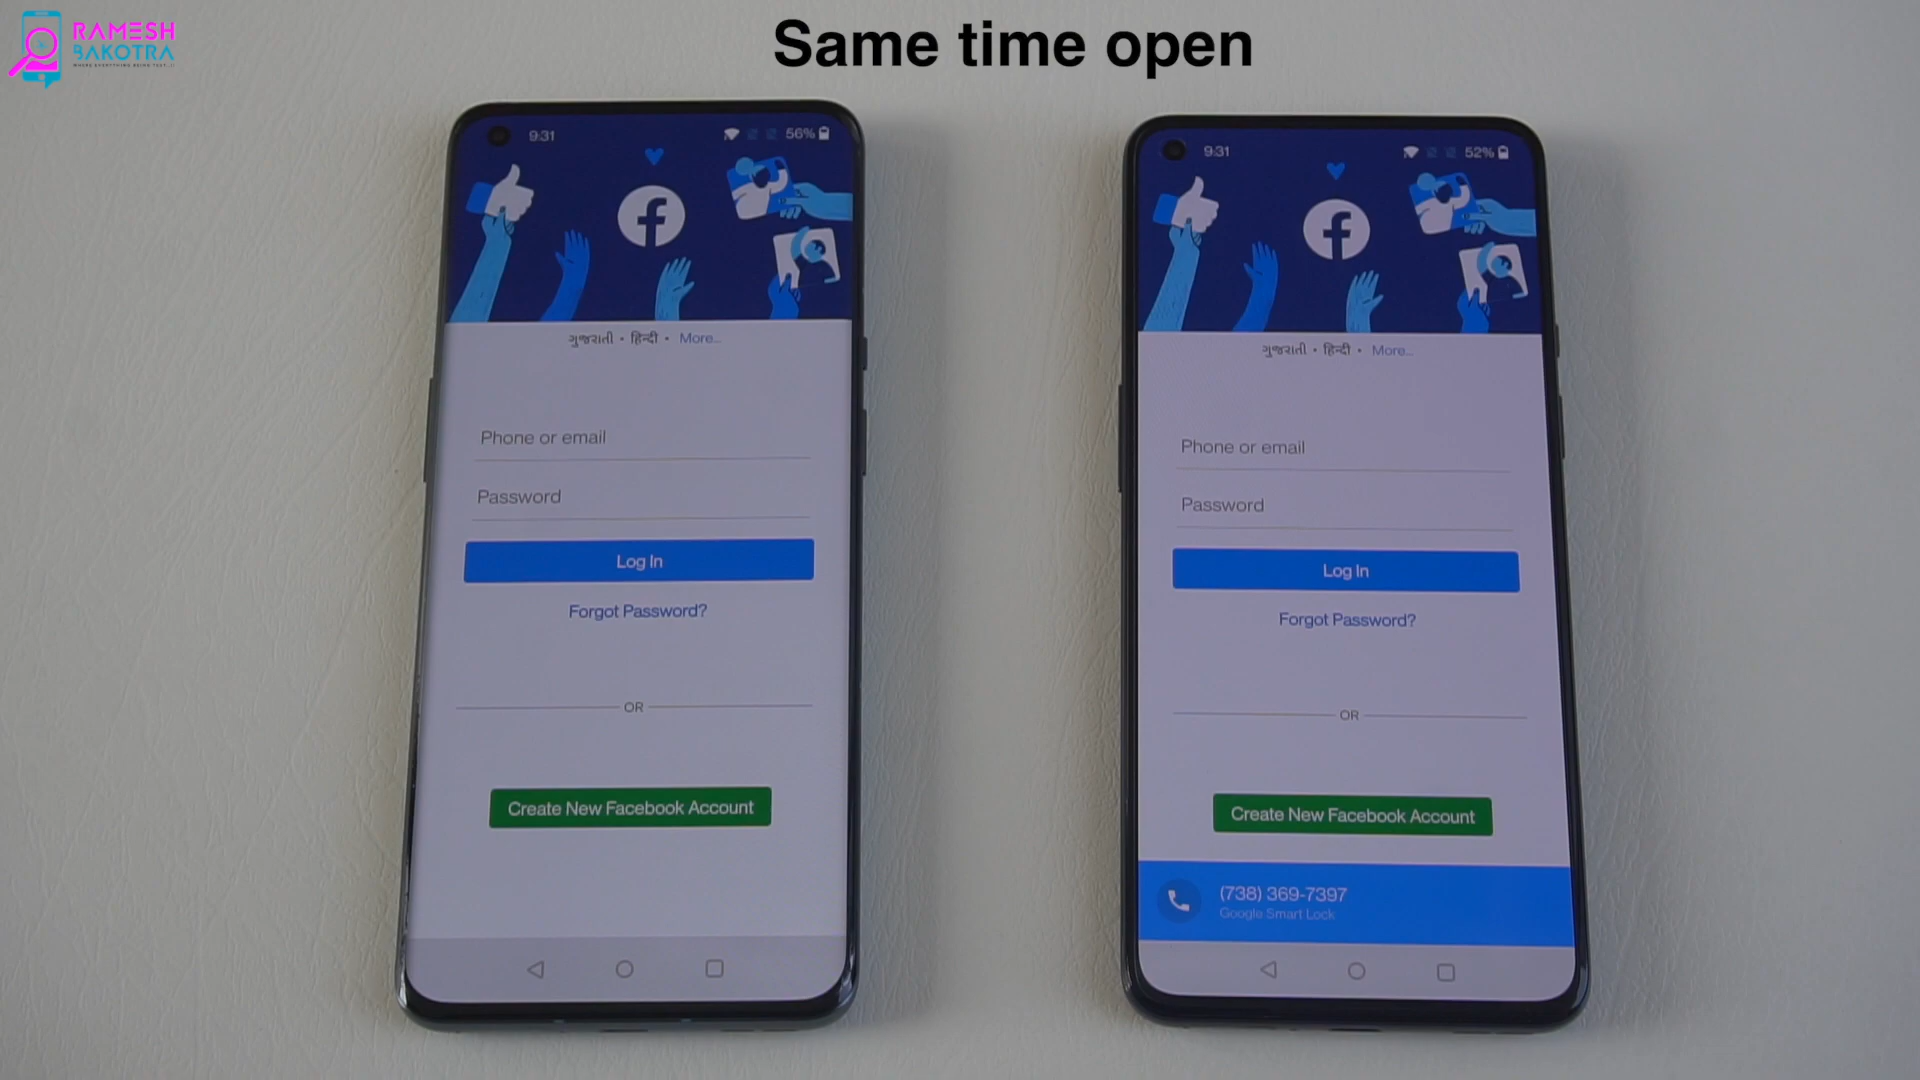 RAMESH
BAKOTRA
Same time open
9:31
56%
ગુજરાતી • हिन्दी • More...
Phone or email
Password
Log In
Forgot Password?
OR
Create New Facebook Account
9:31
52%
ગુજરાતી • हिन्दी • More...
Phone or email
Password
Log In
Forgot Password?
OR
Create New Facebook Account
(738) 369-7397
Google Smart Lock